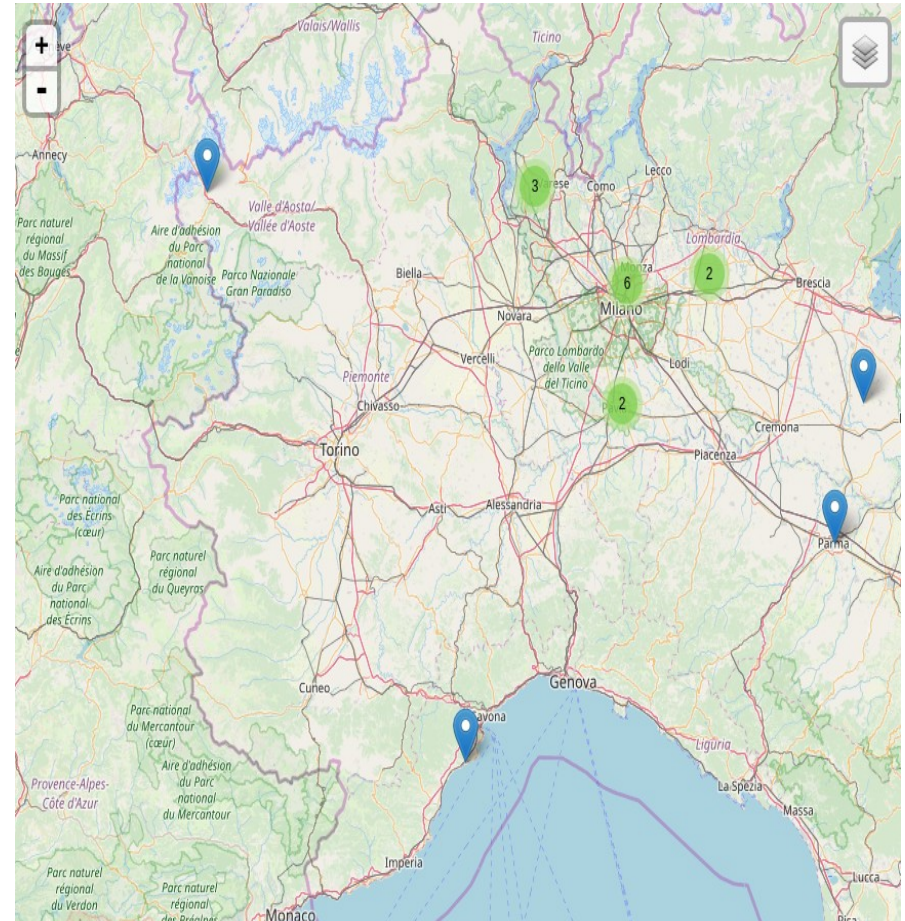 Valais/Wallis
Ticino
+
-
Annecy
3
Como
Lecco
Valle d'Aosta/
Vallée d'Aoste
Parc naturel
régional
du Massif
des Bauges
Aire d'adhésion
du Parc
national
de la Vanoise
Lombardia
Parco Nazionale
Gran Paradiso
Biella
6
2
Brescia
Milano
Novara
Vercelli
Parco Lombardo
della Valle
del Ticino
Lodi
Piemonte
Chivasso
2
Cremona
Torino
Piacenza
Asti
Alessandria
Parc national
des Écrins
(cœur)
Parma
Aire d'adhésion
du Parc
national
des Écrins
Parc naturel
régional
du Queyras
Cuneo
Genova
Parc national
du Mercantour
(cœur)
Liguria
Aire d'adhésion
du Parc
national
du Mercantour
Provence-Alpes-
Côte d'Azur
La Spezia
Massa
Imperia
Parc naturel
régional
du Verdon
Parc naturel
régional
Lucca
Monaco